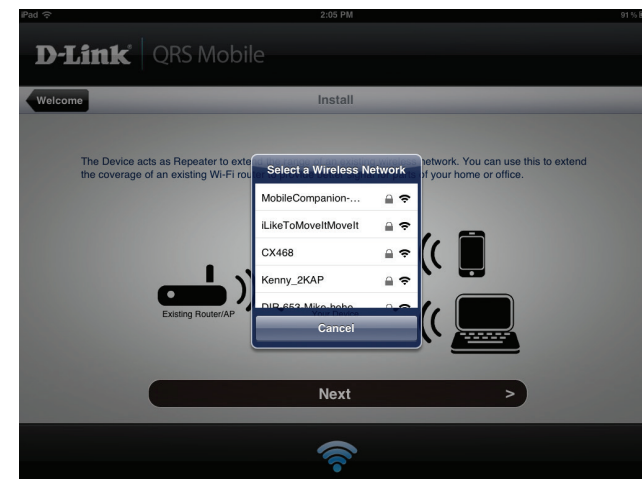 iPad 2:05 PM 91 %
D-Link QRS Mobile
Welcome Install
The Device acts as Repeater to exte network. You can use this to extend
the coverage of an existing Wi-Fi rou of your home or office.
Select a Wireless Network
MobileCompanion-...
iLikeToMoveItMoveIt
CX468
Kenny_2KAP
Existing Router/AP
Cancel
Next >